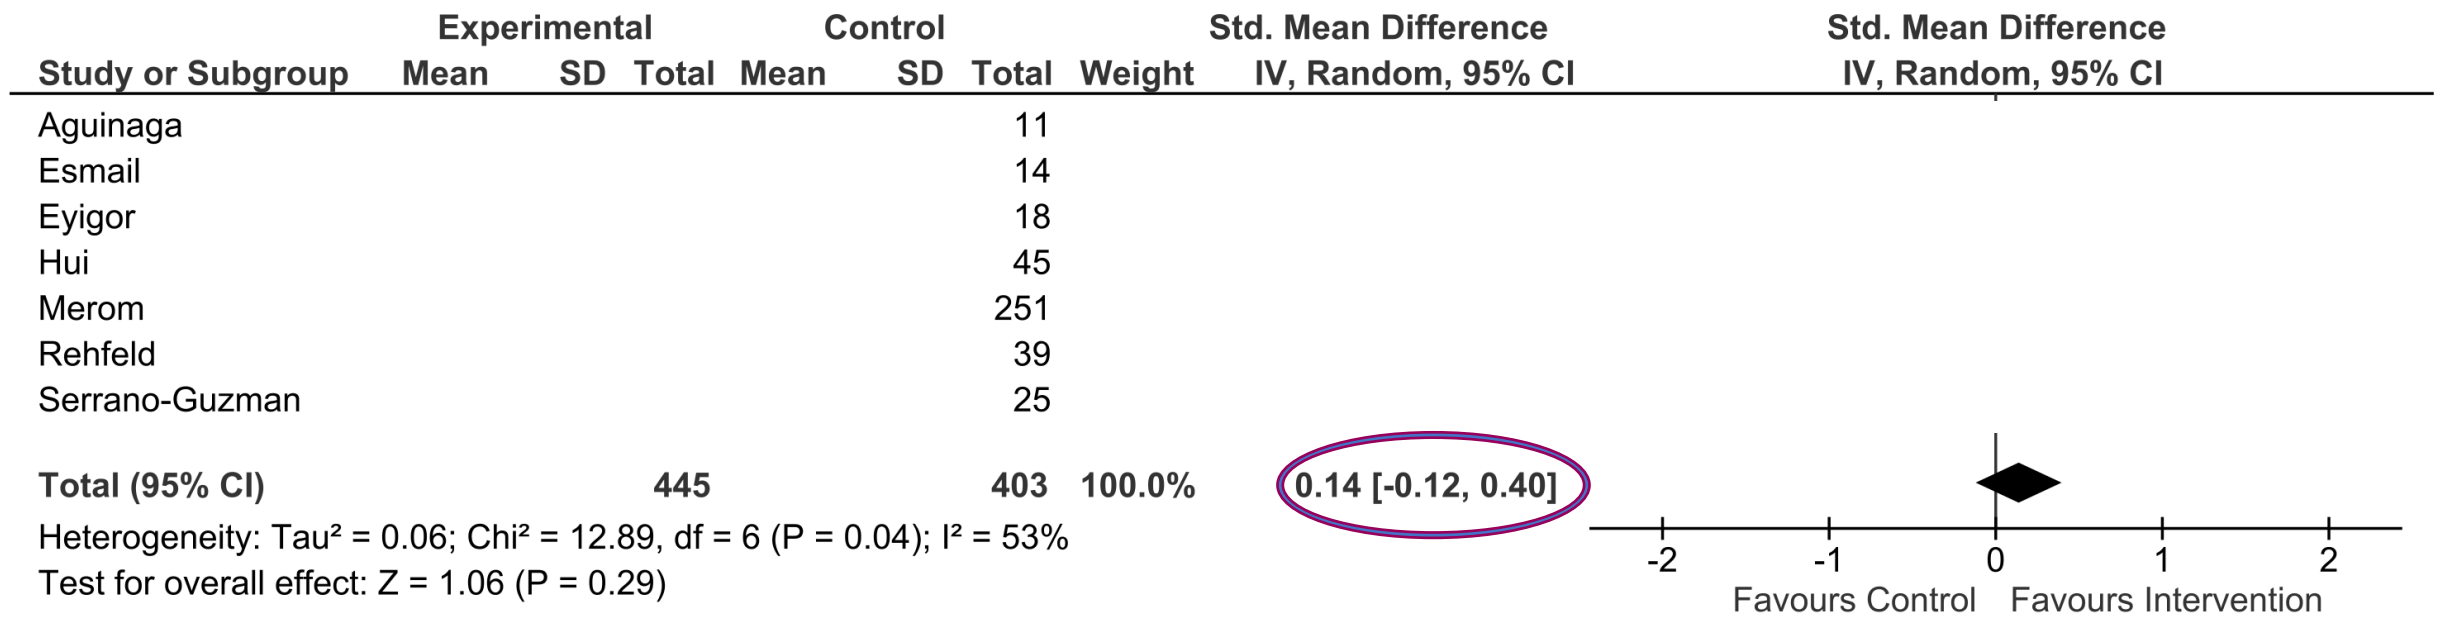 Experimental Control Std. Mean Difference Std. Mean Difference
Study or Subgroup Mean SD Total Mean SD Total Weight IV, Random, 95% CI IV, Random, 95% CI
Aguinaga 11
Esmail 14
Eyigor 18
Hui 45
Merom 251
Rehfeld 39
Serrano-Guzman 25
Total (95% CI) 445 403 100.0% 0.14 [-0.12, 0.40]
Heterogeneity: Tau² = 0.06; Chi² = 12.89, df = 6 (P = 0.04); I² = 53%
Test for overall effect: Z = 1.06 (P = 0.29)
-2 -1 0 1 2
Favours Control Favours Intervention